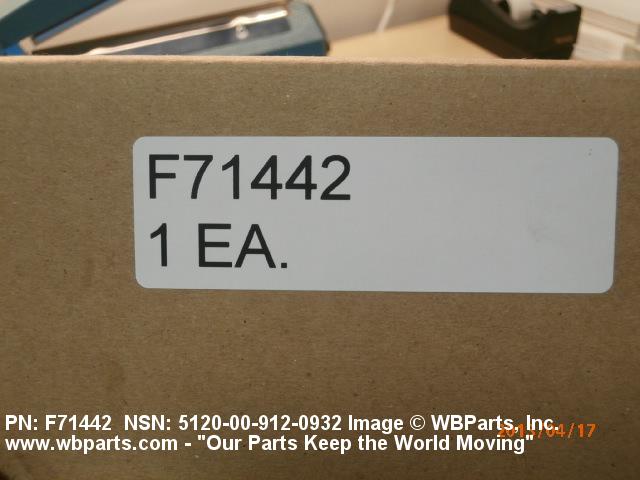 F71442
1 EA.
PN: F71442 NSN: 5120-00-912-0932 Image © WBParts, Inc.
www.wbparts.com - "Our Parts Keep the World Moving"